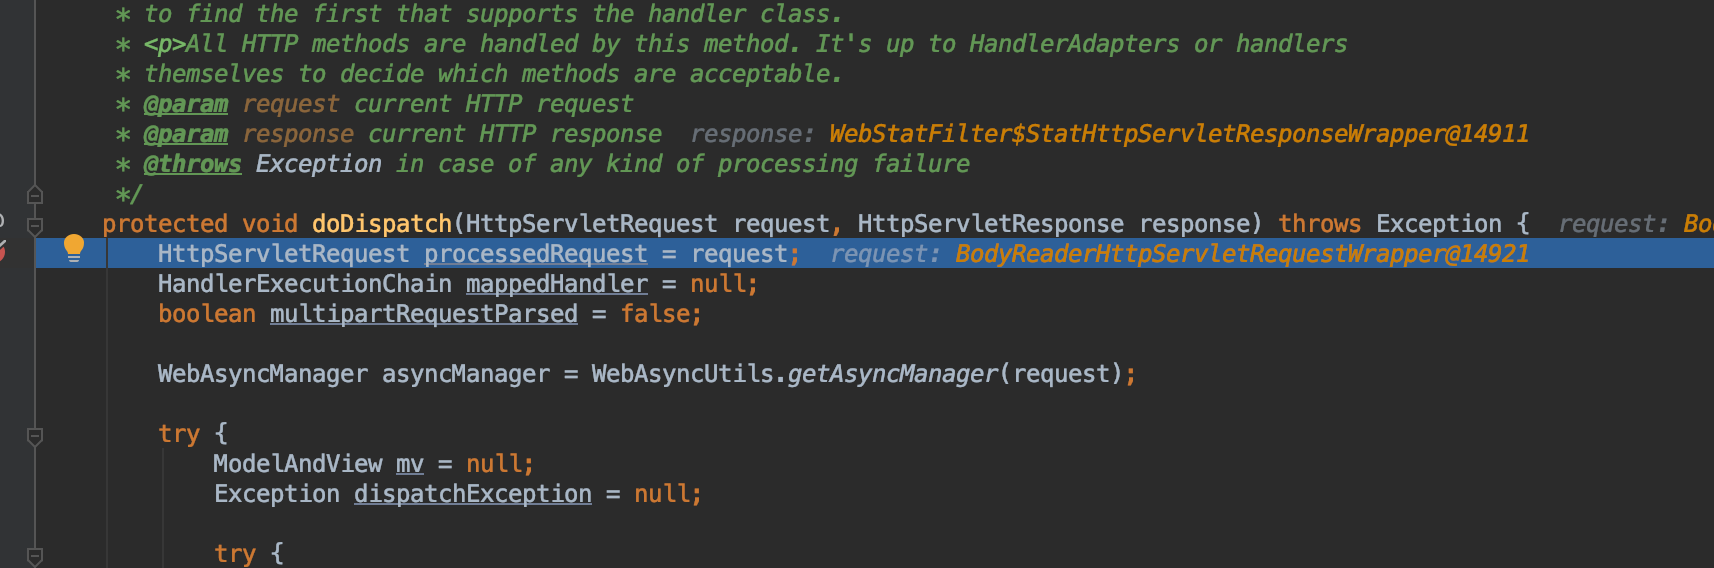 * to find the first that supports the handler class.
* <p>All HTTP methods are handled by this method. It's up to HandlerAdapters or handlers
* themselves to decide which methods are acceptable.
* @param request current HTTP request
* @param response current HTTP response  response: WebStatFilter$StatHttpServletResponseWrapper@14911
* @throws Exception in case of any kind of processing failure
*/
protected void doDispatch(HttpServletRequest request, HttpServletResponse response) throws Exception {  request: Bo
HttpServletRequest processedRequest = request;  request: BodyReaderHttpServletRequestWrapper@14921
HandlerExecutionChain mappedHandler = null;
boolean multipartRequestParsed = false;
WebAsyncManager asyncManager = WebAsyncUtils.getAsyncManager(request);
try {
ModelAndView mv = null;
Exception dispatchException = null;
try {